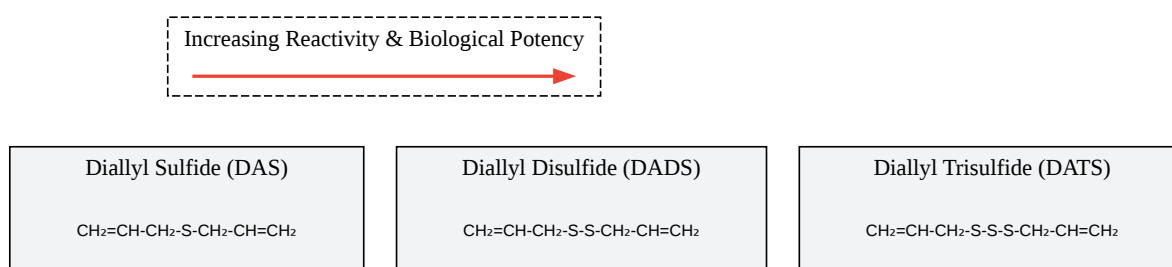 Increasing Reactivity & Biological Potency
Diallyl Sulfide (DAS)
Diallyl Disulfide (DADS)
Diallyl Trisulfide (DATS)
CH₂=CH-CH₂-S-CH₂-CH=CH₂
CH₂=CH-CH₂-S-S-CH₂-CH=CH₂
CH₂=CH-CH₂-S-S-S-CH₂-CH=CH₂